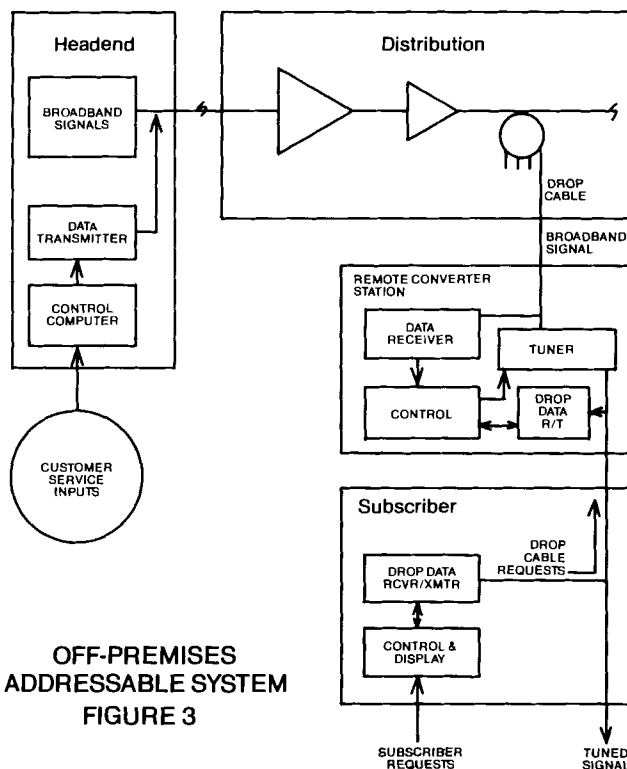 Headend
BROADBAND
SIGNALS
DATA
TRANSMITTER
CONTROL
COMPUTER
CUSTOMER
SERVICE
INPUTS
Distribution
DROP
CABLE
BROADBAND
SIGNAL
REMOTE CONVERTER
STATION
DATA
RECEIVER
TUNER
CONTROL
DROP
DATA
R/T
Subscriber
DROP
CABLE
REQUESTS
DROP DATA
RCVR/XMTR
CONTROL &
DISPLAY
SUBSCRIBER
REQUESTS
TUNED
SIGNAL
OFF-PREMISES
ADDRESSABLE SYSTEM
FIGURE 3